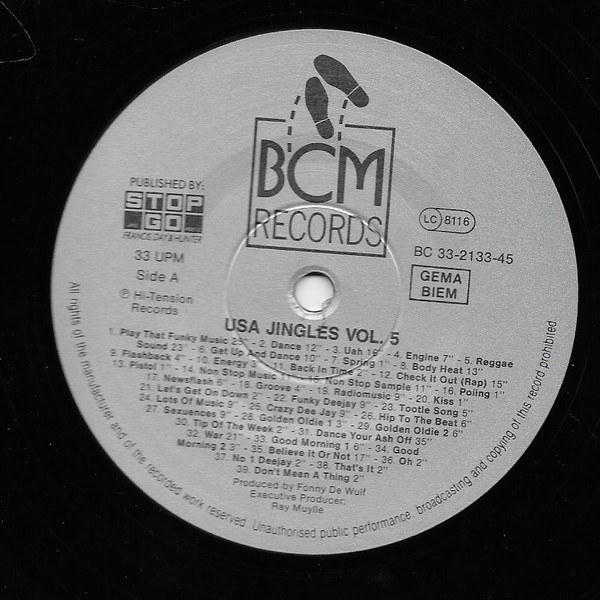 BCM
RECORDS
PUBLISHED BY:
STOP
GO
FRANCIS, DAY & HUNTER
33 UPM
Side A
℗ Hi-Tension
Records
LC 8116
BC 33-2133-45
GEMA
BIEM
USA JINGLES VOL. 5
1. Play That Funky Music 25" - 2. Dance 12" - 3. Uah 16" - 4. Engine 7" - 5. Reggae
Sound 23" - 6. Get Up And Dance 10" - 7. Spring 1" - 8. Body Heat 13"
9. Flashback 4" - 10. Energy 3" - 11. Back In Time 2" - 12. Check It Out (Rap) 15"
13. Pistol 1" - 14. Non Stop Music 11" - 15. Non Stop Sample 11" - 16. Poiing 1"
17. Newsflash 6" - 18. Groove 4" - 19. Radiomusic 9" - 20. Kiss 1"
21. Let's Get On Down 2" - 22. Funky Deejay 9" - 23. Tootle Song 5"
24. Lots Of Music 9" - 25. Crazy Dee Jay 9" - 26. Hip To The Beat 6"
27. Sexuences 9" - 28. Golden Oldie 1 3" - 29. Golden Oldie 2 6"
30. Tip Of The Week 2" - 31. Dance Your Ash Off 35"
32. War 21" - 33. Good Morning 1 6" - 34. Good
Morning 2 3" - 35. Believe It Or Not 17" - 36. Oh 2"
37. No 1 Deejay 2" - 38. That's It 2"
39. Don't Mean A Thing 2"
Produced by Fonny De Wulf
Executive Producer:
Ray Muylle
All rights of the manufacturer and of the recorded work reserved. Unauthorised public performance, broadcasting and copying of this record prohibited